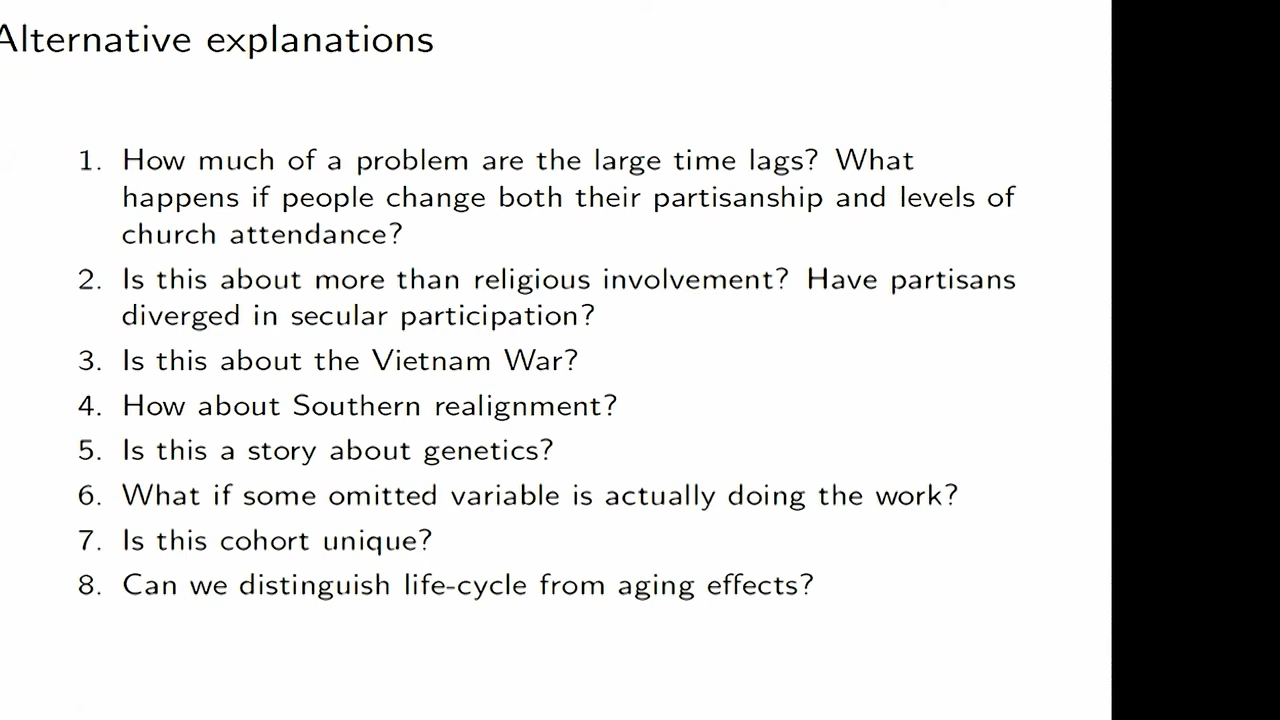 Alternative explanations
1. How much of a problem are the large time lags? What
happens if people change both their partisanship and levels of
church attendance?
2. Is this about more than religious involvement? Have partisans
diverged in secular participation?
3. Is this about the Vietnam War?
4. How about Southern realignment?
5. Is this a story about genetics?
6. What if some omitted variable is actually doing the work?
7. Is this cohort unique?
8. Can we distinguish life-cycle from aging effects?